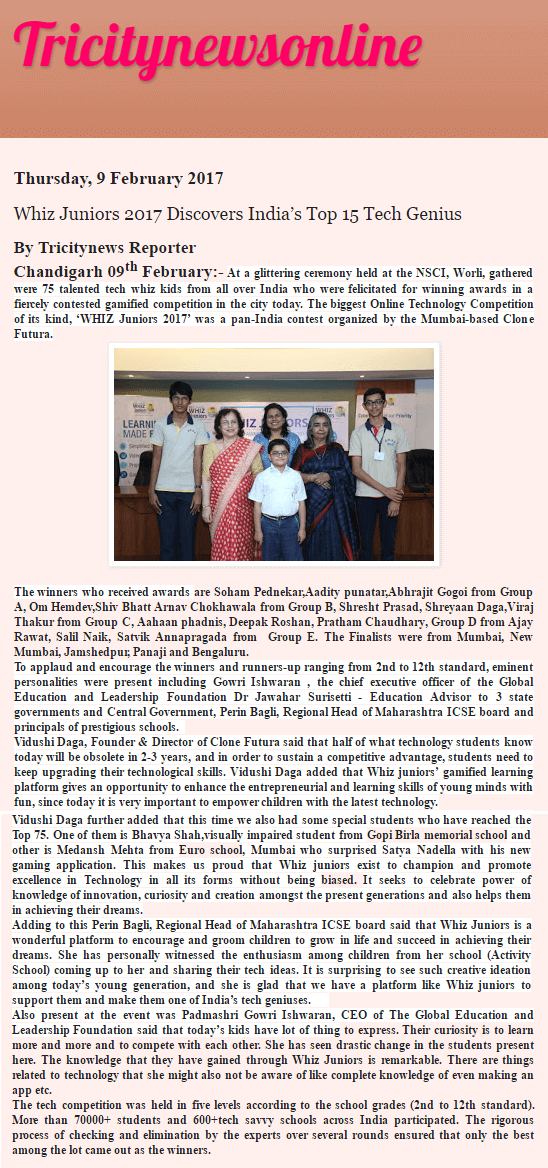 Tricitynewsonline
Thursday, 9 February 2017
Whiz Juniors 2017 Discovers India's Top 15 Tech Genius
By Tricitynews Reporter
Chandigarh 09th February:- At a glittering ceremony held at the NSCI, Worli, gathered
were 75 talented tech whiz kids from all over India who were felicitated for winning awards in a
fiercely contested gamified competition in the city today. The biggest Online Technology Competition
of its kind, ‘WHIZ Juniors 2017’ was a pan-India contest organized by the Mumbai-based Clone
Futura.
WHIZ
LEARNI
MADE F
WHIZ
Juniors
WHIZ JUNIORS
WHIZ
The winners who received awards are Soham Pednekar,Aadity punatar,Abhrajit Gogoi from Group
A, Om Hemdev,Shiv Bhatt Arnav Chokhawala from Group B, Shresht Prasad, Shreyaan Daga,Viraj
Thakur from Group C, Aahaan phadnis, Deepak Roshan, Pratham Chaudhary, Group D from Ajay
Rawat, Salil Naik, Satvik Annapragada from Group E. The Finalists were from Mumbai, New
Mumbai, Jamshedpur, Panaji and Bengaluru.
To applaud and encourage the winners and runners-up ranging from 2nd to 12th standard, eminent
personalities were present including Gowri Ishwaran , the chief executive officer of the Global
Education and Leadership Foundation Dr Jawahar Surisetti - Education Advisor to 3 state
governments and Central Government, Perin Bagli, Regional Head of Maharashtra ICSE board and
principals of prestigious schools.
Vidushi Daga, Founder & Director of Clone Futura said that half of what technology students know
today will be obsolete in 2-3 years, and in order to sustain a competitive advantage, students need to
keep upgrading their technological skills. Vidushi Daga added that Whiz juniors’ gamified learning
platform gives an opportunity to enhance the entrepreneurial and learning skills of young minds with
fun, since today it is very important to empower children with the latest technology.
Vidushi Daga further added that this time we also had some special students who have reached the
Top 75. One of them is Bhavya Shah,visually impaired student from Gopi Birla memorial school and
other is Medansh Mehta from Euro school, Mumbai who surprised Satya Nadella with his new
gaming application. This makes us proud that Whiz juniors exist to champion and promote
excellence in Technology in all its forms without being biased. It seeks to celebrate power of
knowledge of innovation, curiosity and creation amongst the present generations and also helps them
in achieving their dreams.
Adding to this Perin Bagli, Regional Head of Maharashtra ICSE board said that Whiz Juniors is a
wonderful platform to encourage and groom children to grow in life and succeed in achieving their
dreams. She has personally witnessed the enthusiasm among children from her school (Activity
School) coming up to her and sharing their tech ideas. It is surprising to see such creative ideation
among today’s young generation, and she is glad that we have a platform like Whiz juniors to
support them and make them one of India’s tech geniuses.
Also present at the event was Padmashri Gowri Ishwaran, CEO of The Global Education and
Leadership Foundation said that today’s kids have lot of thing to express. Their curiosity is to learn
more and more and to compete with each other. She has seen drastic change in the students present
here. The knowledge that they have gained through Whiz Juniors is remarkable. There are things
related to technology that she might also not be aware of like complete knowledge of even making an
app etc.
The tech competition was held in five levels according to the school grades (2nd to 12th standard).
More than 70000+ students and 600+tech savvy schools across India participated. The rigorous
process of checking and elimination by the experts over several rounds ensured that only the best
among the lot came out as the winners.